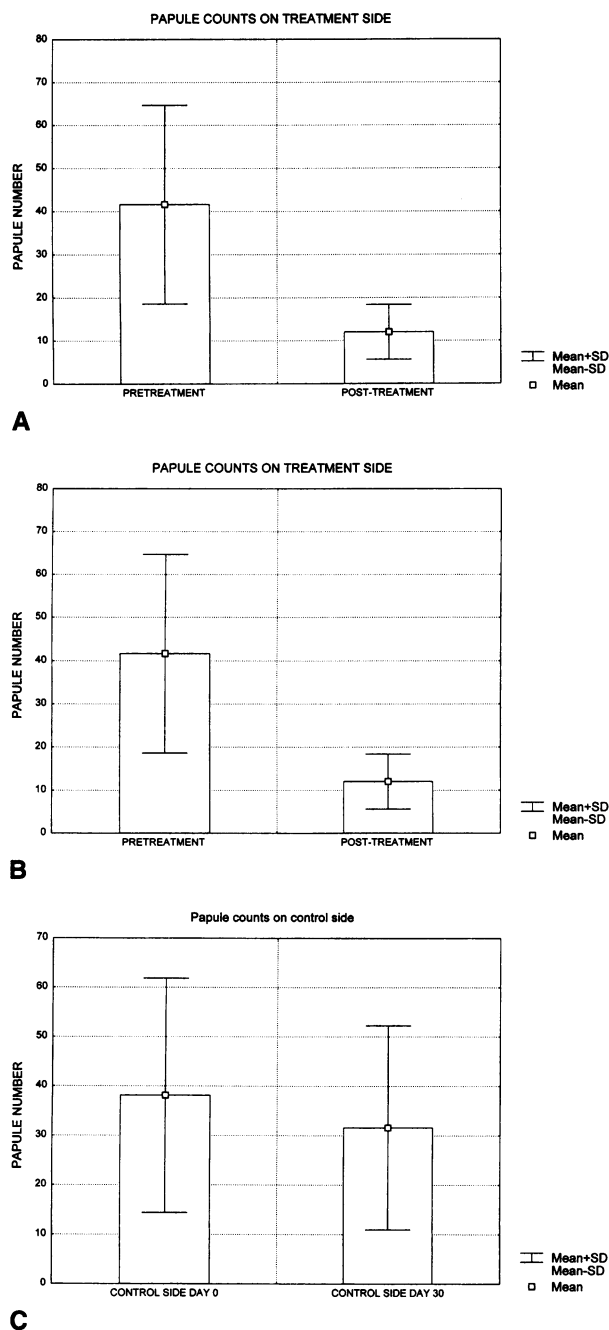 PAPULE COUNTS ON TREATMENT SIDE
80
70
60
50
40
30
20
10
0
PAPULE NUMBER
PRETREATMENT
POST-TREATMENT
Mean+SD
Mean-SD
Mean
A
PAPULE COUNTS ON TREATMENT SIDE
80
70
60
50
40
30
20
10
0
PAPULE NUMBER
PRETREATMENT
POST-TREATMENT
Mean+SD
Mean-SD
Mean
B
Papule counts on control side
70
60
50
40
30
20
10
0
PAPULE NUMBER
CONTROL SIDE DAY 0
CONTROL SIDE DAY 30
Mean+SD
Mean-SD
Mean
C